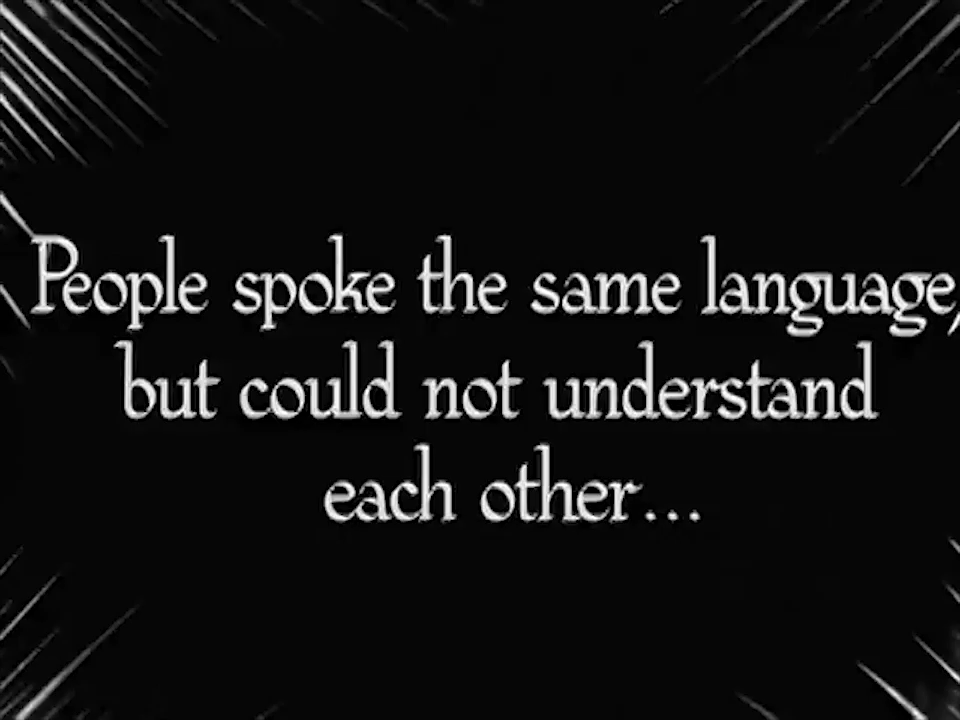 People spoke the same language,
but could not understand
each other...